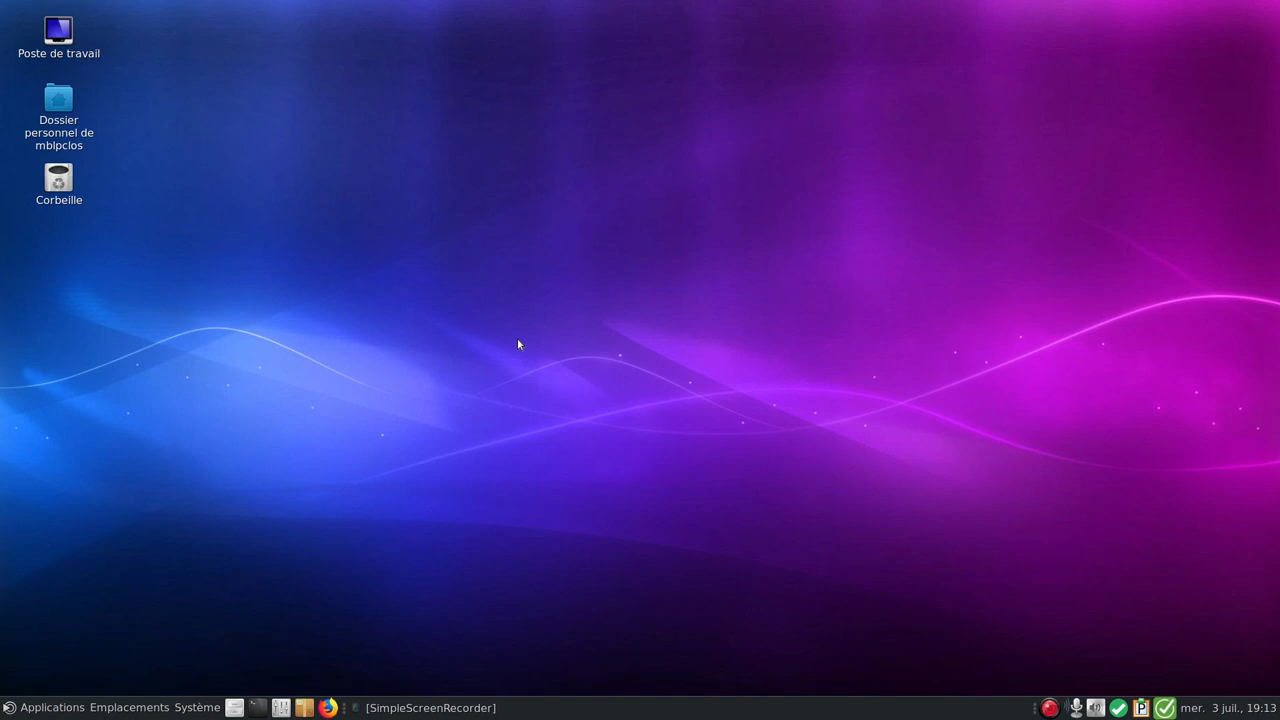 Poste de travail
Dossier
personnel de
mblpclos
Corbeille
Applications Emplacements Système [SimpleScreenRecorder] P mer. 3 juil., 19:13